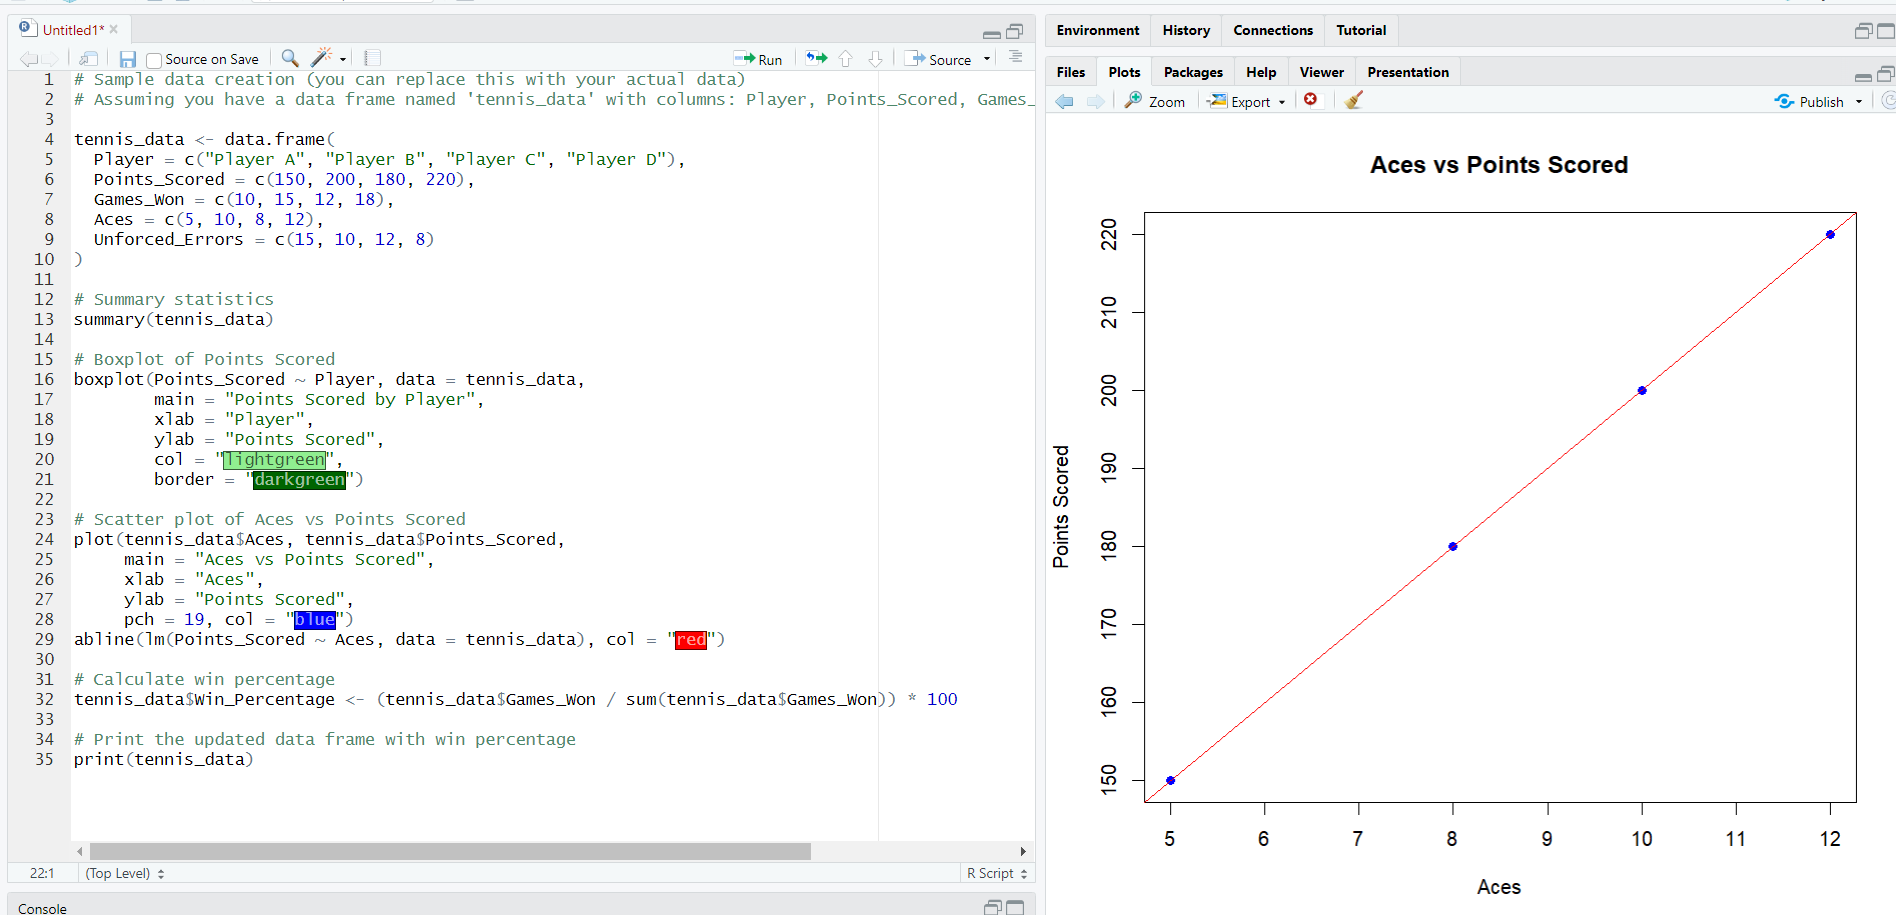 Untitled1*
Source on Save
Run
Source
1 # Sample data creation (you can replace this with your actual data)
2 # Assuming you have a data frame named 'tennis_data' with columns: Player, Points_Scored, Games_
3
4 tennis_data <- data.frame(
5   Player = c("Player A", "Player B", "Player C", "Player D"),
6   Points_Scored = c(150, 200, 180, 220),
7   Games_Won = c(10, 15, 12, 18),
8   Aces = c(5, 10, 8, 12),
9   Unforced_Errors = c(15, 10, 12, 8)
10 )
11
12 # Summary statistics
13 summary(tennis_data)
14
15 # Boxplot of Points Scored
16 boxplot(Points_Scored ~ Player, data = tennis_data,
17         main = "Points Scored by Player",
18         xlab = "Player",
19         ylab = "Points Scored",
20         col = "lightgreen",
21         border = "darkgreen")
22
23 # Scatter plot of Aces vs Points Scored
24 plot(tennis_data$Aces, tennis_data$Points_Scored,
25      main = "Aces vs Points Scored",
26      xlab = "Aces",
27      ylab = "Points Scored",
28      pch = 19, col = "blue")
29 abline(lm(Points_Scored ~ Aces, data = tennis_data), col = "red")
30
31 # Calculate win percentage
32 tennis_data$Win_Percentage <- (tennis_data$Games_Won / sum(tennis_data$Games_Won)) * 100
33
34 # Print the updated data frame with win percentage
35 print(tennis_data)
22:1
(Top Level)
R Script
Console
Environment History Connections Tutorial
Files Plots Packages Help Viewer Presentation
Zoom Export Publish
Aces vs Points Scored
Points Scored
220
210
200
190
180
170
160
150
5 6 7 8 9 10 11 12
Aces